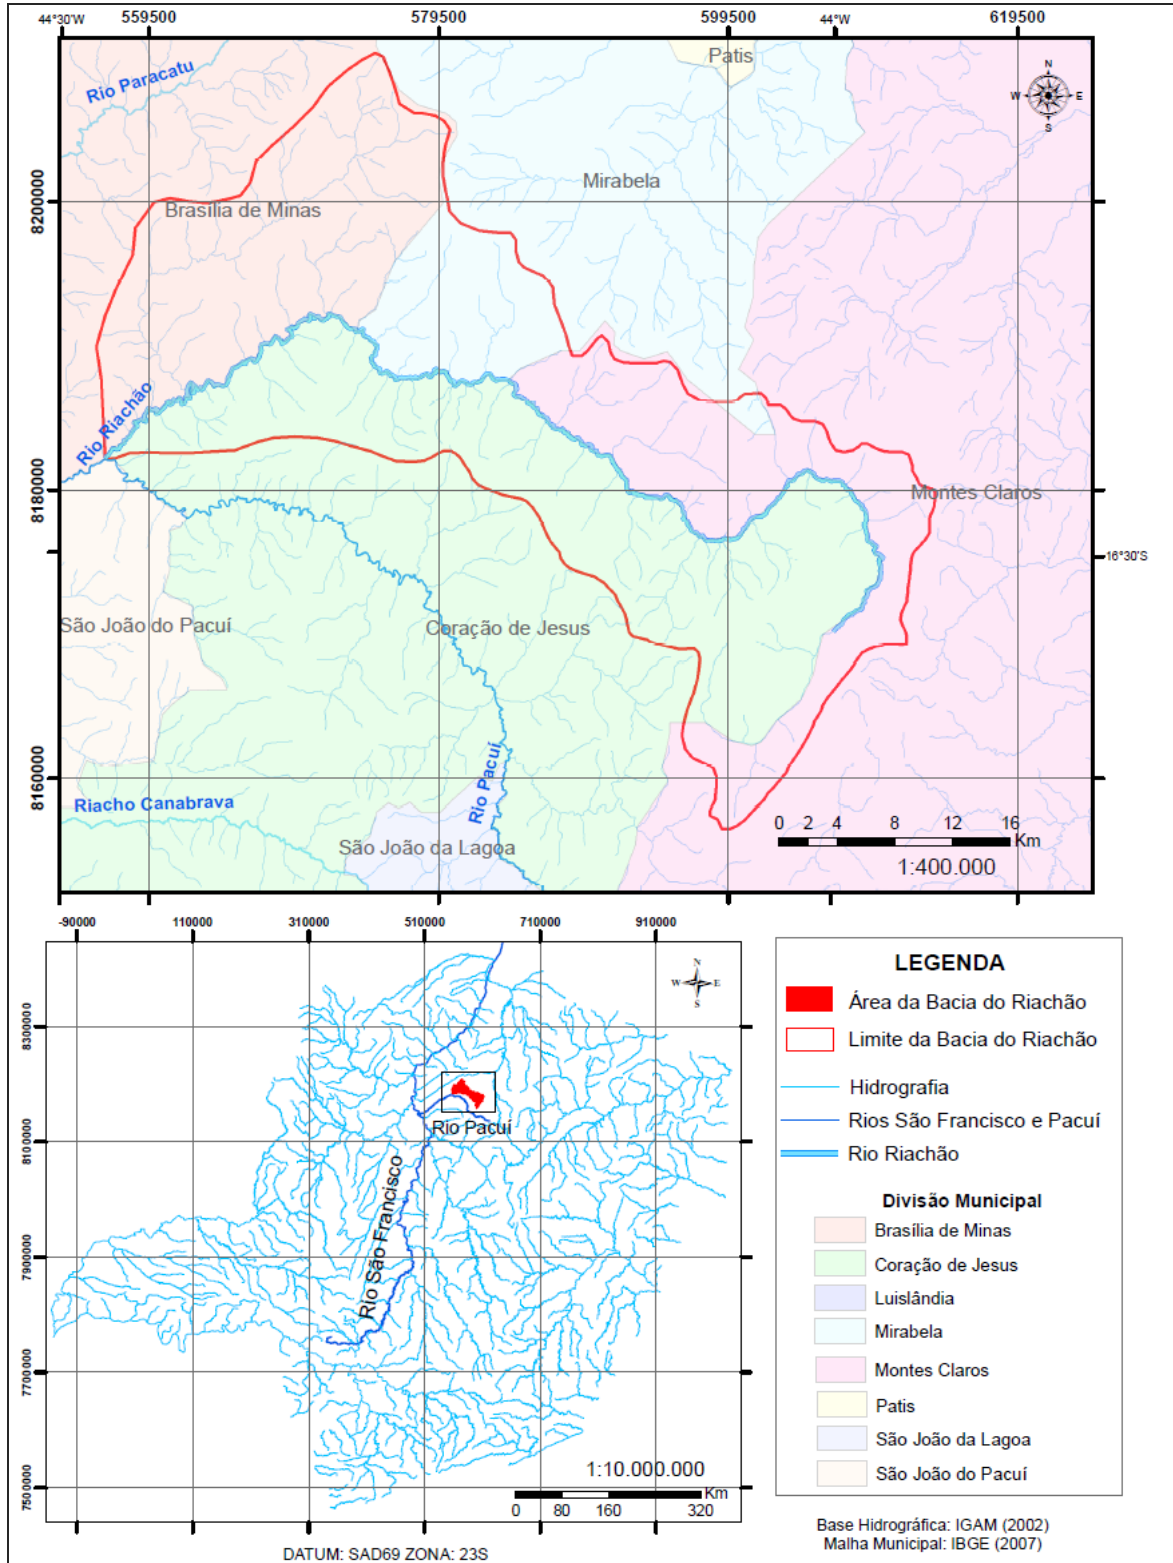 44°30'W 559500 579500 599500 44°W 619500
Patis
N
W E
S
Rio Paracatu
Mirabela
8200000
Brasília de Minas
Rio Riachão
8180000
Montes Claros
16°30'S
São João do Pacuí
Coração de Jesus
Rio Pacuí
8160000
Riacho Canabrava
São João da Lagoa
0 2 4 8 12 16
Km
1:400.000
-90000 110000 310000 510000 710000 910000
N
W E
S
8300000
8100000
7900000
7700000
7500000
Rio Pacuí
Rio São Francisco
1:10.000.000
Km
0 80 160 320
DATUM: SAD69 ZONA: 23S
LEGENDA
Área da Bacia do Riachão
Limite da Bacia do Riachão
Hidrografia
Rios São Francisco e Pacuí
Rio Riachão
Divisão Municipal
Brasília de Minas
Coração de Jesus
Luislândia
Mirabela
Montes Claros
Patis
São João da Lagoa
São João do Pacuí
Base Hidrográfica: IGAM (2002)
Malha Municipal: IBGE (2007)